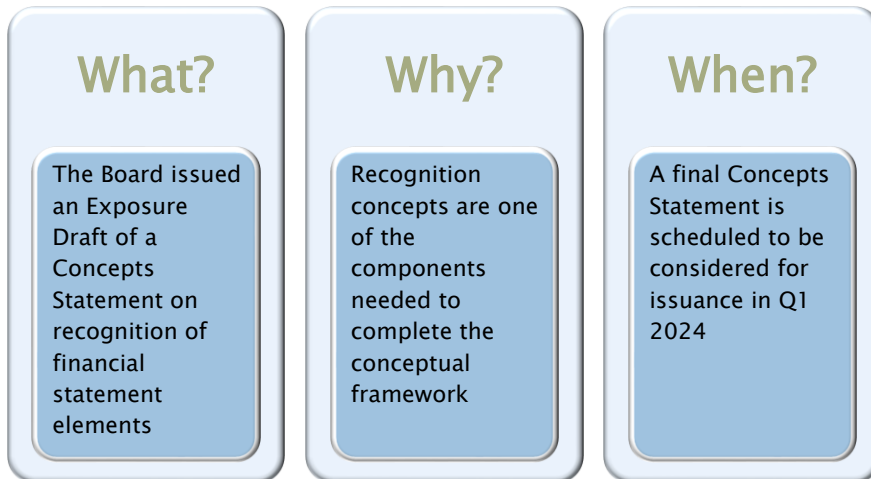 What?
The Board issued
an Exposure
Draft of a
Concepts
Statement on
recognition of
financial
statement
elements
Why?
Recognition
concepts are one
of the
components
needed to
complete the
conceptual
framework
When?
A final Concepts
Statement is
scheduled to be
considered for
issuance in Q1
2024